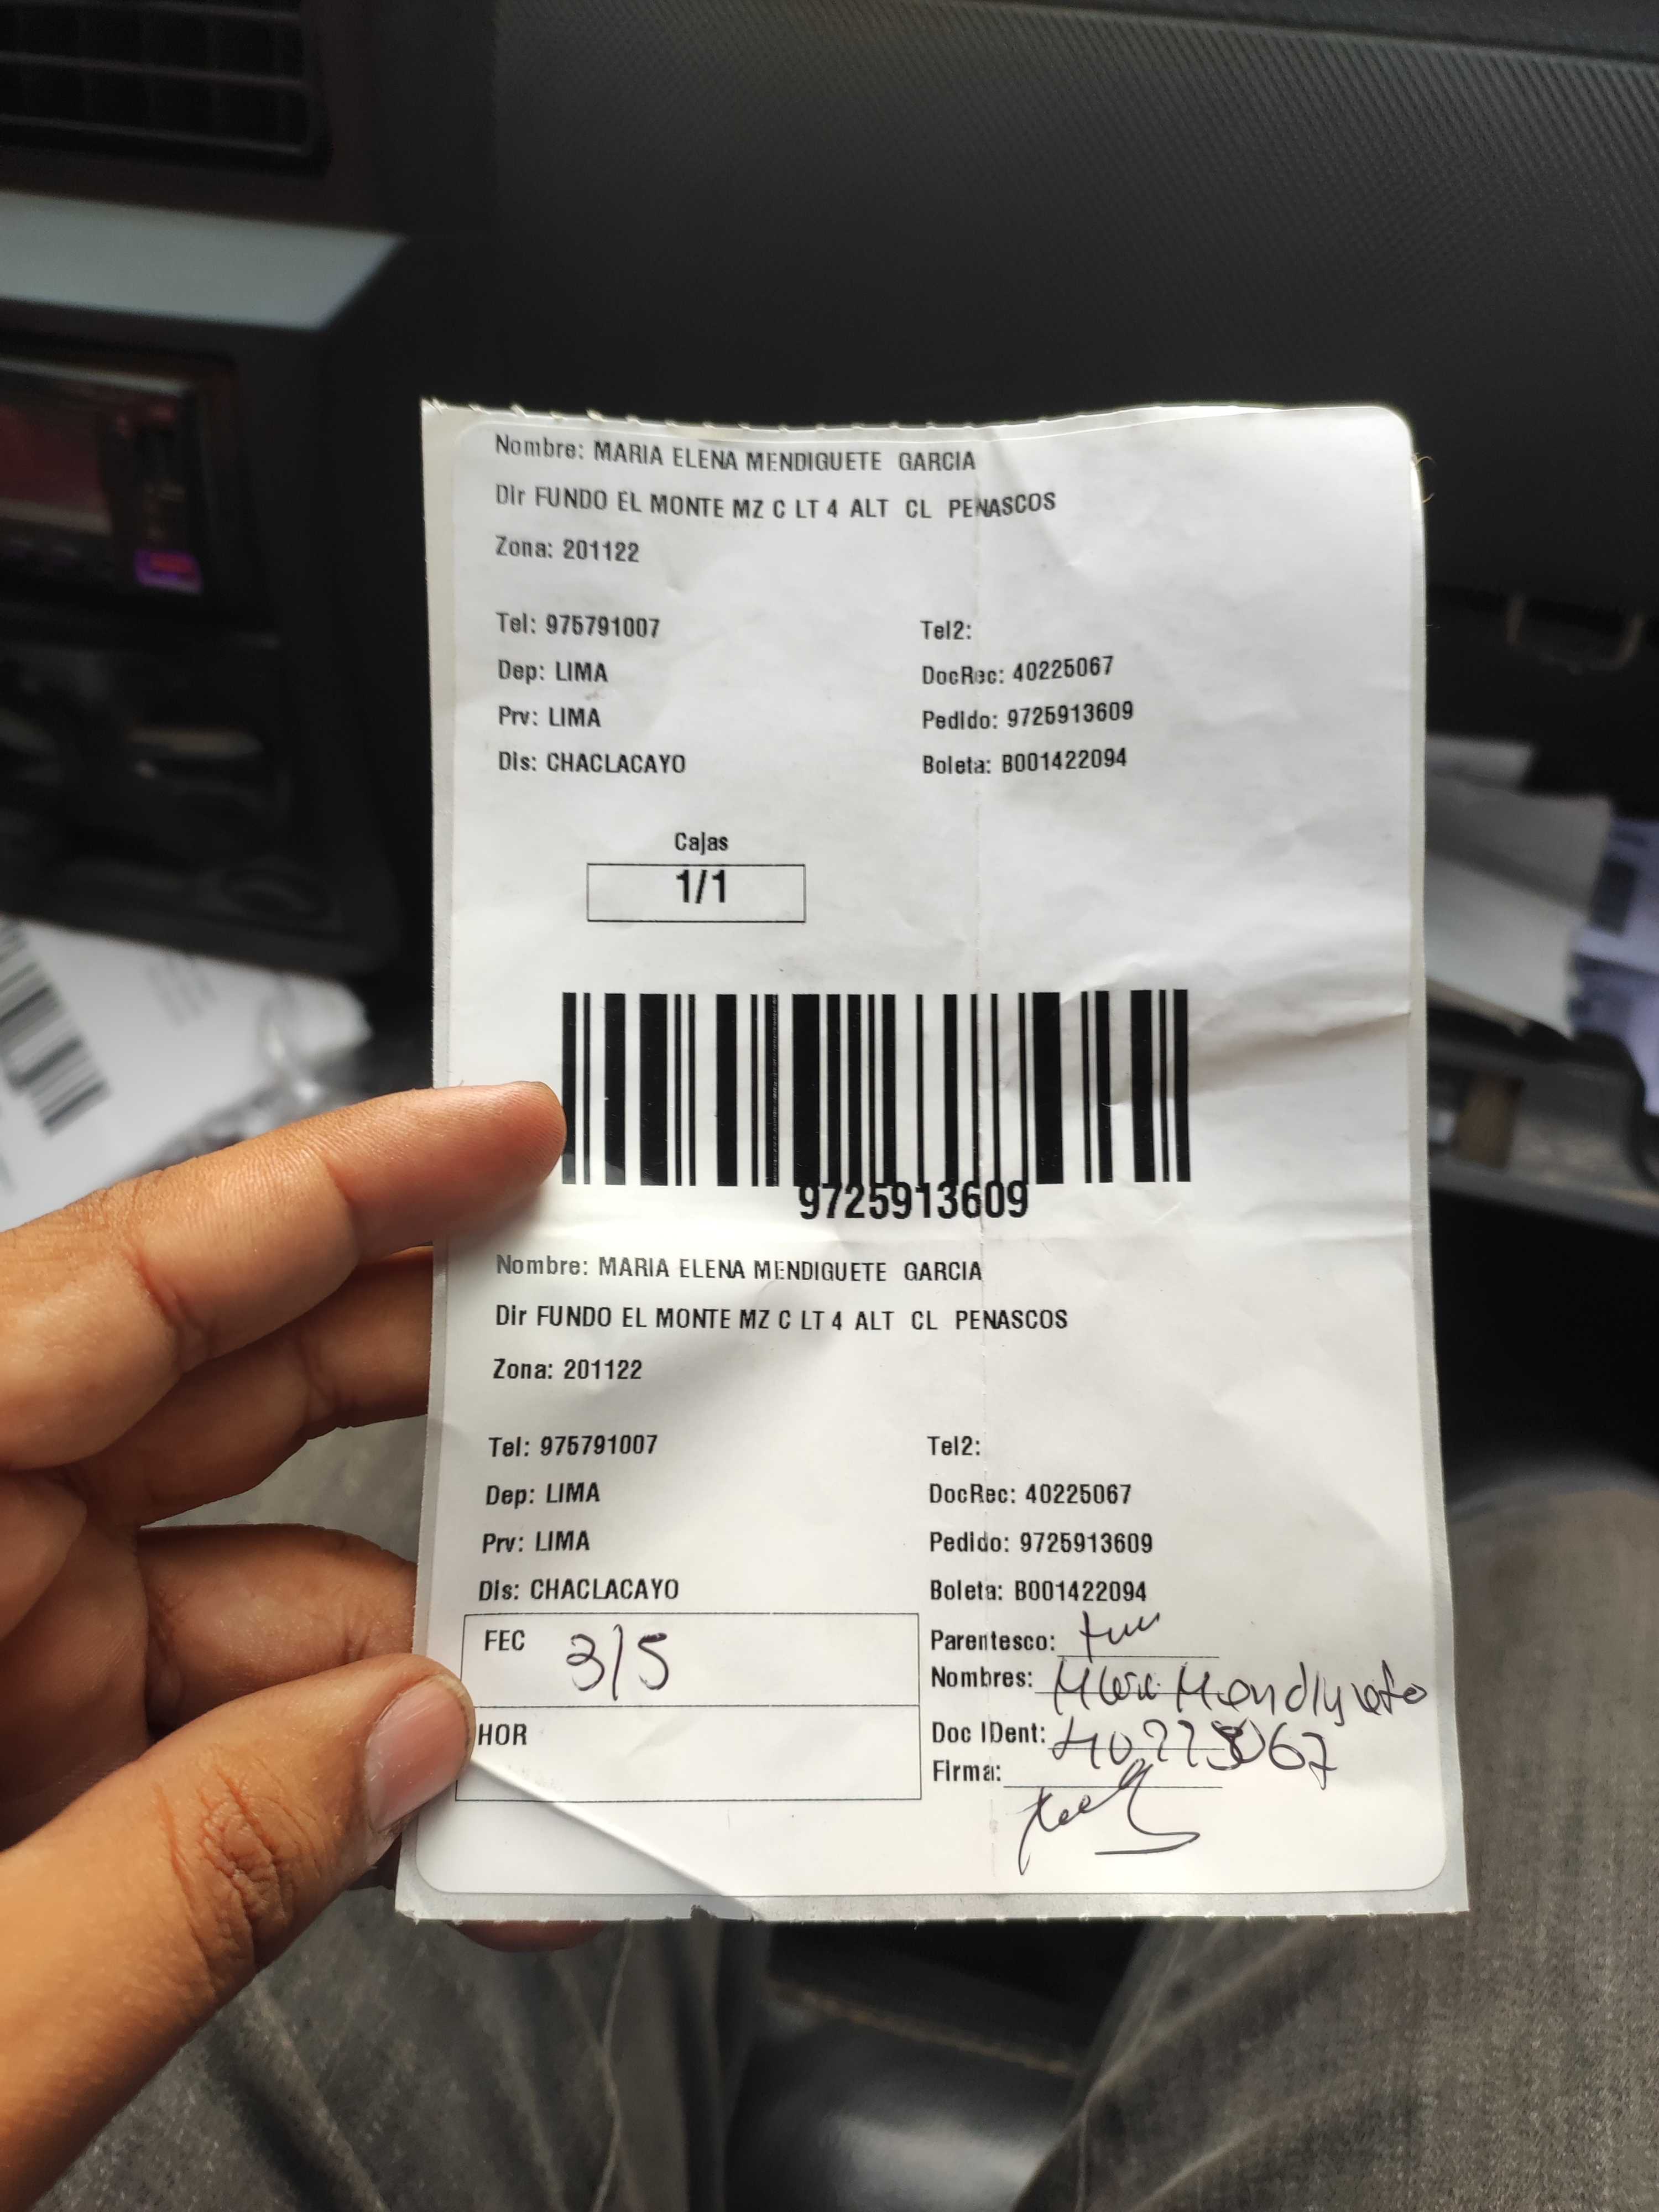 Nombre: MARIA ELENA MENDIGUETE GARCIA
Dir FUNDO EL MONTE MZ C LT 4 ALT CL PENASCOS
Zona: 201122
Tel: 975791007 Tel2:
Dep: LIMA DocRec: 40225067
Prv: LIMA Pedido: 9725913609
Dis: CHACLACAYO Boleta: B001422094
Cajas
1/1
9725913609
Nombre: MARIA ELENA MENDIGUETE GARCIA
Dir FUNDO EL MONTE MZ C LT 4 ALT CL PENASCOS
Zona: 201122
Tel: 975791007 Tel2:
Dep: LIMA DocRec: 40225067
Prv: LIMA Pedido: 9725913609
Dis: CHACLACAYO Boleta: B001422094
FEC 3/5 Parentesco:
Nombres:
HOR Doc IDent:
Firma: